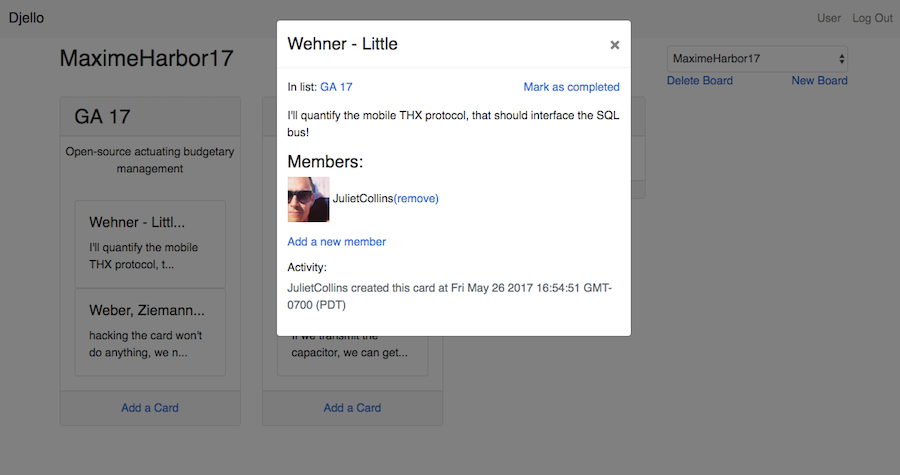 Djello
User Log Out
MaximeHarbor17
MaximeHarbor17
Delete Board New Board
GA 17
Open-source actuating budgetary
management
Wehner - Littl...
I'll quantify the mobile
THX protocol, t...
Weber, Ziemann...
hacking the card won't
do anything, we n...
Add a Card
If we transmit the
capacitor, we can get...
Add a Card
Wehner - Little
×
In list: GA 17 Mark as completed
I'll quantify the mobile THX protocol, that should interface the SQL
bus!
Members:
JulietCollins(remove)
Add a new member
Activity:
JulietCollins created this card at Fri May 26 2017 16:54:51 GMT-
0700 (PDT)